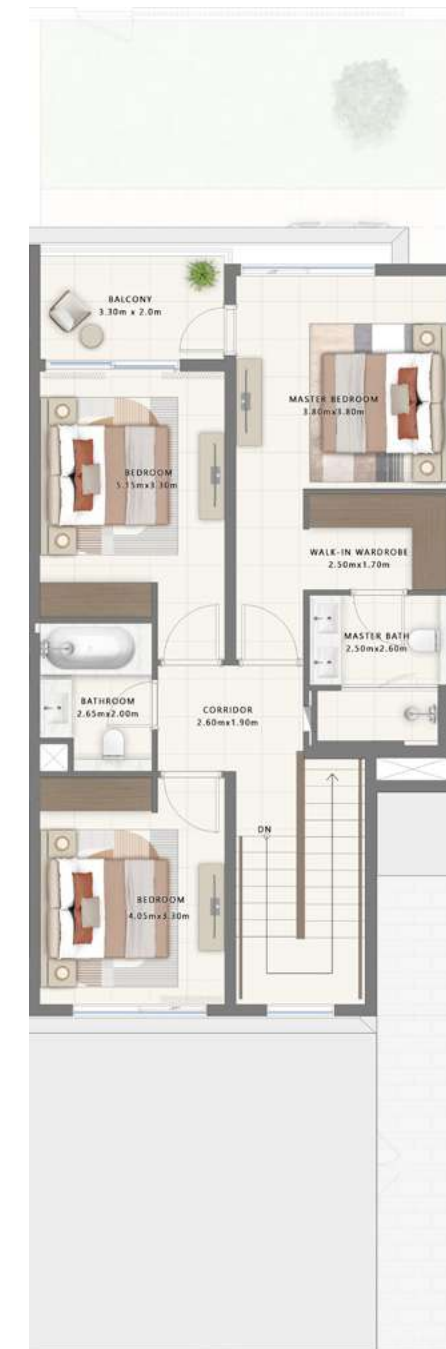 BALCONY
3.30m x 2.0m
MASTER BEDROOM
3.80mx3.80m
BEDROOM
5.15mx3.30m
WALK-IN WARDROBE
2.50mx1.70m
MASTER BATH
2.50mx2.60m
BATHROOM
2.65mx2.00m
CORRIDOR
2.60mx1.90m
DN
BEDROOM
4.05mx3.30m